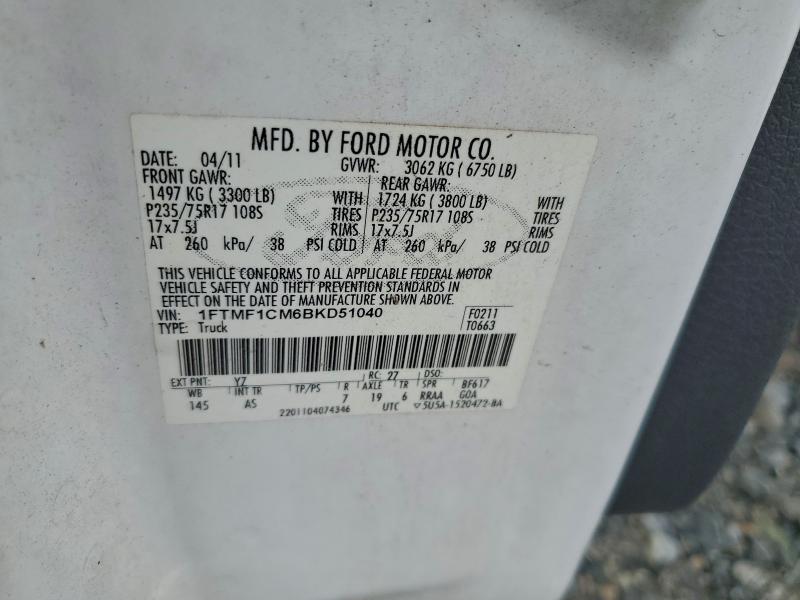 MFD. BY FORD MOTOR CO.
DATE: 04/11 GVWR: 3062 KG ( 6750 LB)
FRONT GAWR: REAR GAWR:
1497 KG ( 3300 LB) WITH 1724 KG ( 3800 LB) WITH
P235/75R17 108S TIRES P235/75R17 108S TIRES
17x7.5J RIMS 17x7.5J RIMS
AT 260 kPa/ 38 PSI COLD AT 260 kPa/ 38 PSI COLD
Ford
THIS VEHICLE CONFORMS TO ALL APPLICABLE FEDERAL MOTOR
VEHICLE SAFETY AND THEFT PREVENTION STANDARDS IN
EFFECT ON THE DATE OF MANUFACTURE SHOWN ABOVE.
VIN: 1FTMF1CM6BKD51040 F0211
TYPE: Truck T0663
EXT PNT: YZ RC: 27 DSO:
WB INT TR TP/PS R AXLE TR SPR BF617
145 AS 7 19 6 RRAA GOA
2201104074346 UTC ▽5U5A-1520472-BA